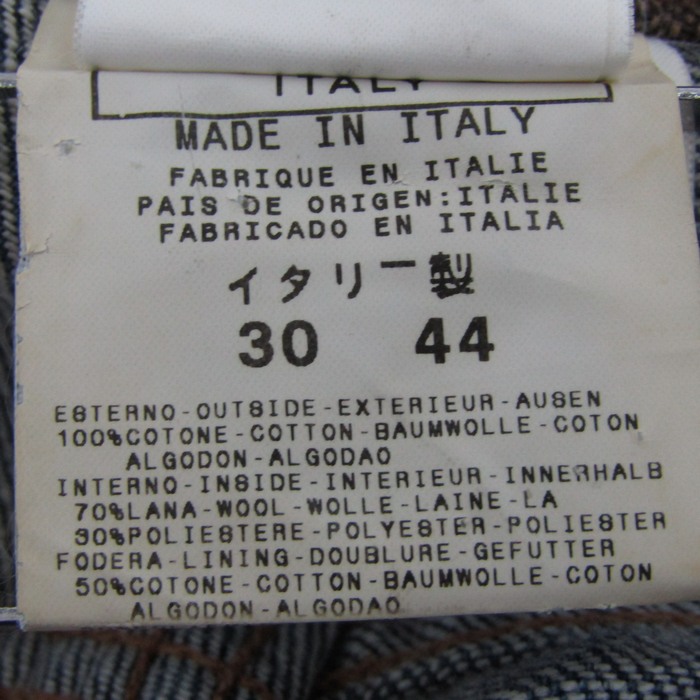 ITALY
MADE IN ITALY
FABRIQUE EN ITALIE
PAIS DE ORIGEN:ITALIE
FABRICADO EN ITALIA
イタリー製
30 44
ESTERNO-OUTSIDE-EXTERIEUR-AUSEN
100%COTONE-COTTON-BAUMWOLLE-COTON
ALGODON-ALGODAO
INTERNO-INSIDE-INTERIEUR-INNERHALB
70%LANA-WOOL-WOLLE-LAINE-LA
30%POLIESTERE-POLYESTER-POLIESTER
FODERA-LINING-DOUBLURE-GEFUTTER
50%COTONE-COTTON-BAUMWOLLE-COTON
ALGODON-ALGODAO